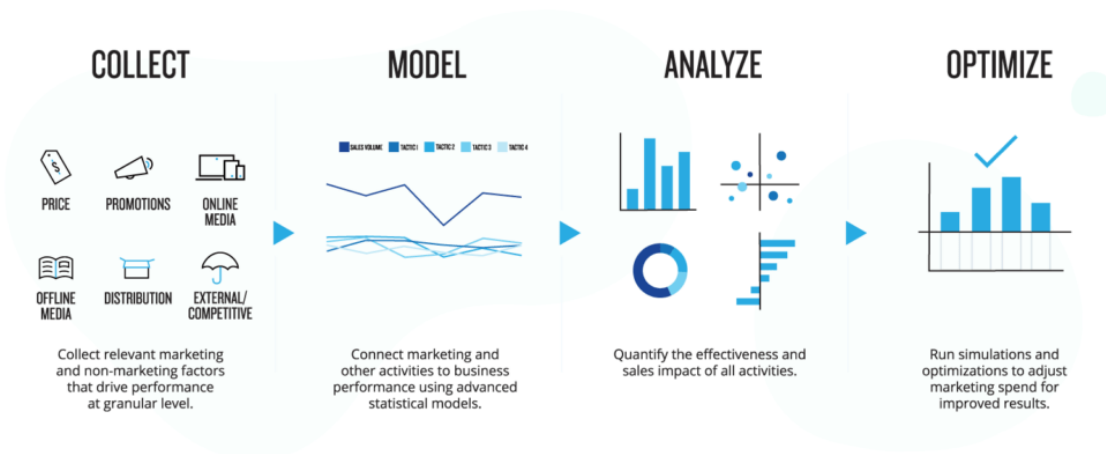 COLLECT
MODEL
ANALYZE
OPTIMIZE
PRICE
PROMOTIONS
ONLINE
MEDIA
OFFLINE
MEDIA
DISTRIBUTION
EXTERNAL/
COMPETITIVE
$
SALES VOLUME TACTIC 1 TACTIC 2 TACTIC 3 TACTIC 4
Collect relevant marketing
and non-marketing factors
that drive performance
at granular level.
Connect marketing and
other activities to business
performance using advanced
statistical models.
Quantify the effectiveness and
sales impact of all activities.
Run simulations and
optimizations to adjust
marketing spend for
improved results.